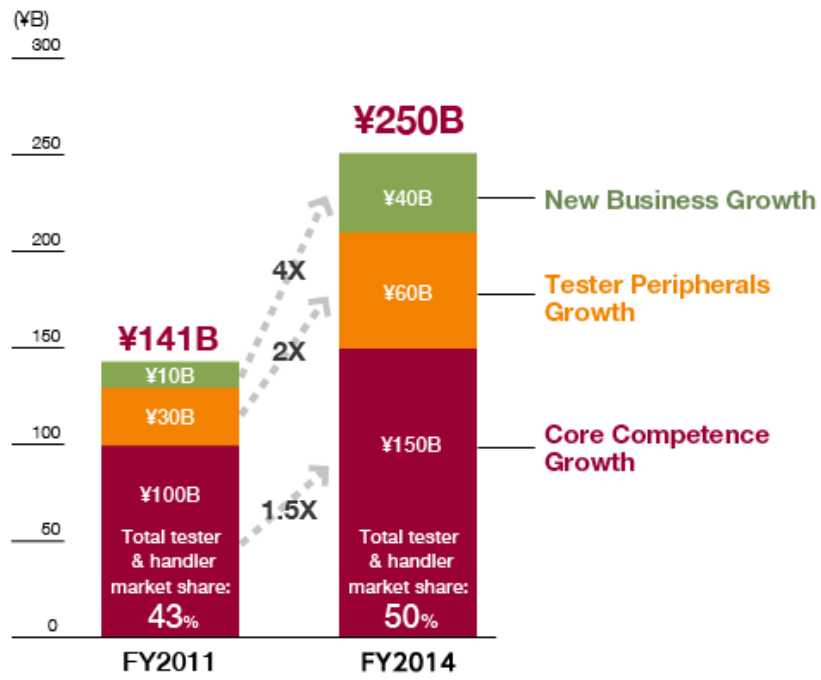 (¥B)
300
250
200
150
100
50
0
¥141B
¥10B
¥30B
¥100B
Total tester
& handler
market share:
43%
FY2011
4X
2X
1.5X
¥250B
¥40B
¥60B
¥150B
Total tester
& handler
market share:
50%
FY2014
New Business Growth
Tester Peripherals
Growth
Core Competence
Growth